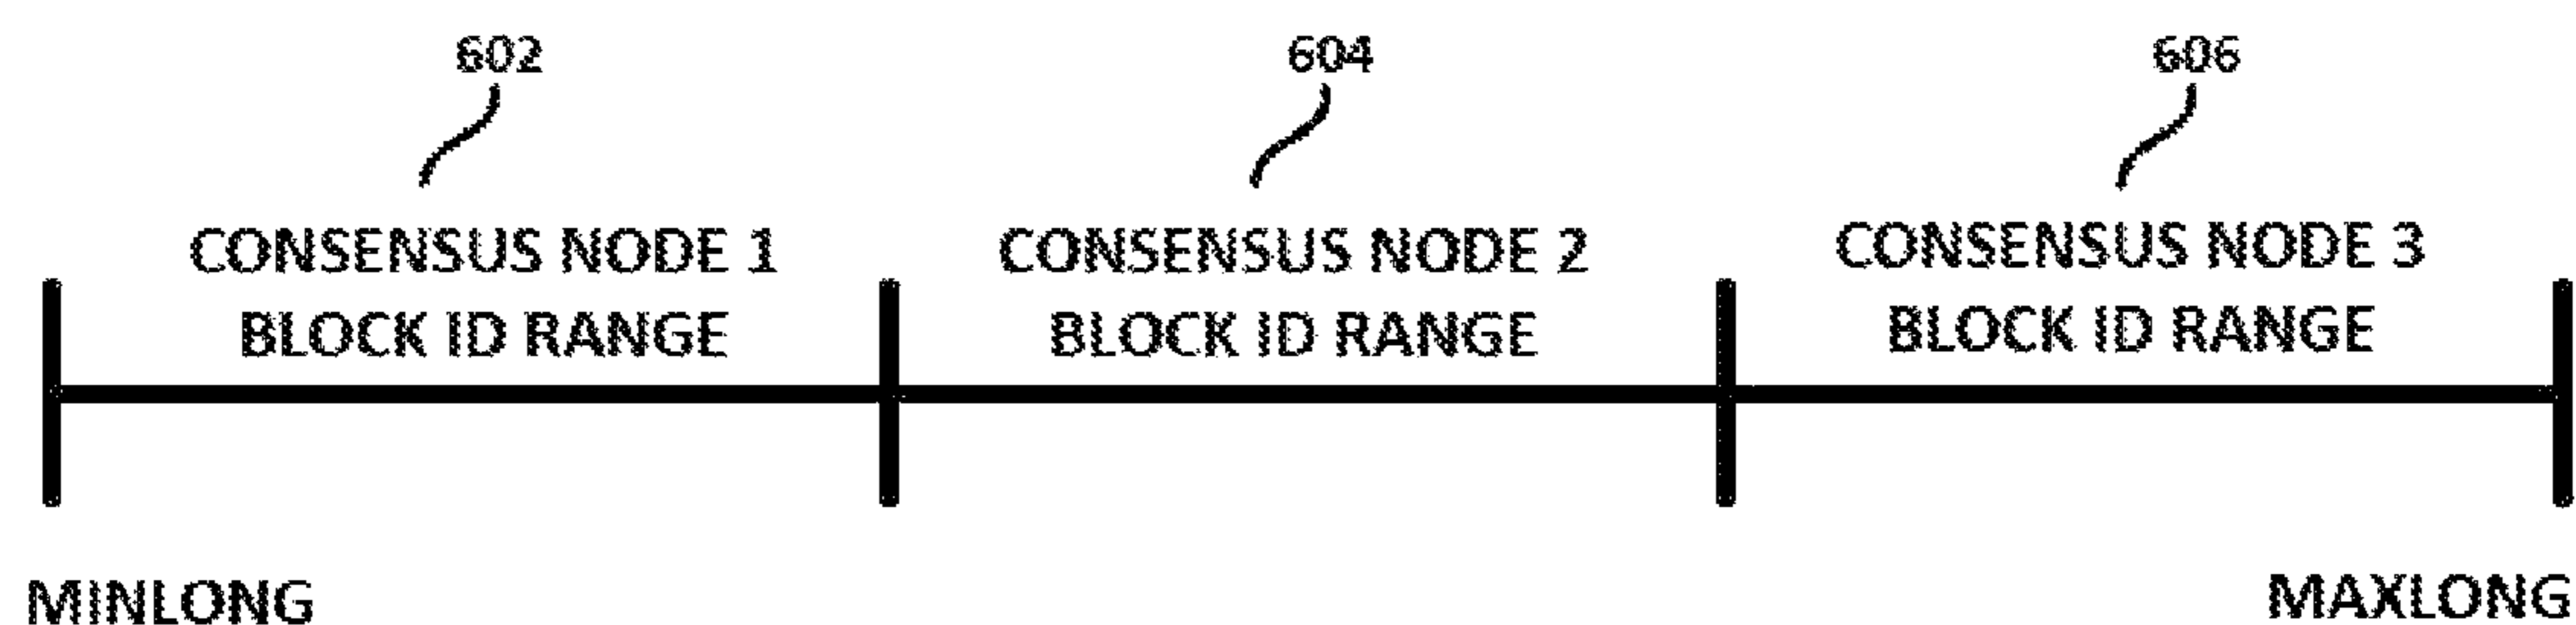 602
604
606
CONSENSUS NODE 1
BLOCK ID RANGE
CONSENSUS NODE 2
BLOCK ID RANGE
CONSENSUS NODE 3
BLOCK ID RANGE
MINLONG
MAXLONG